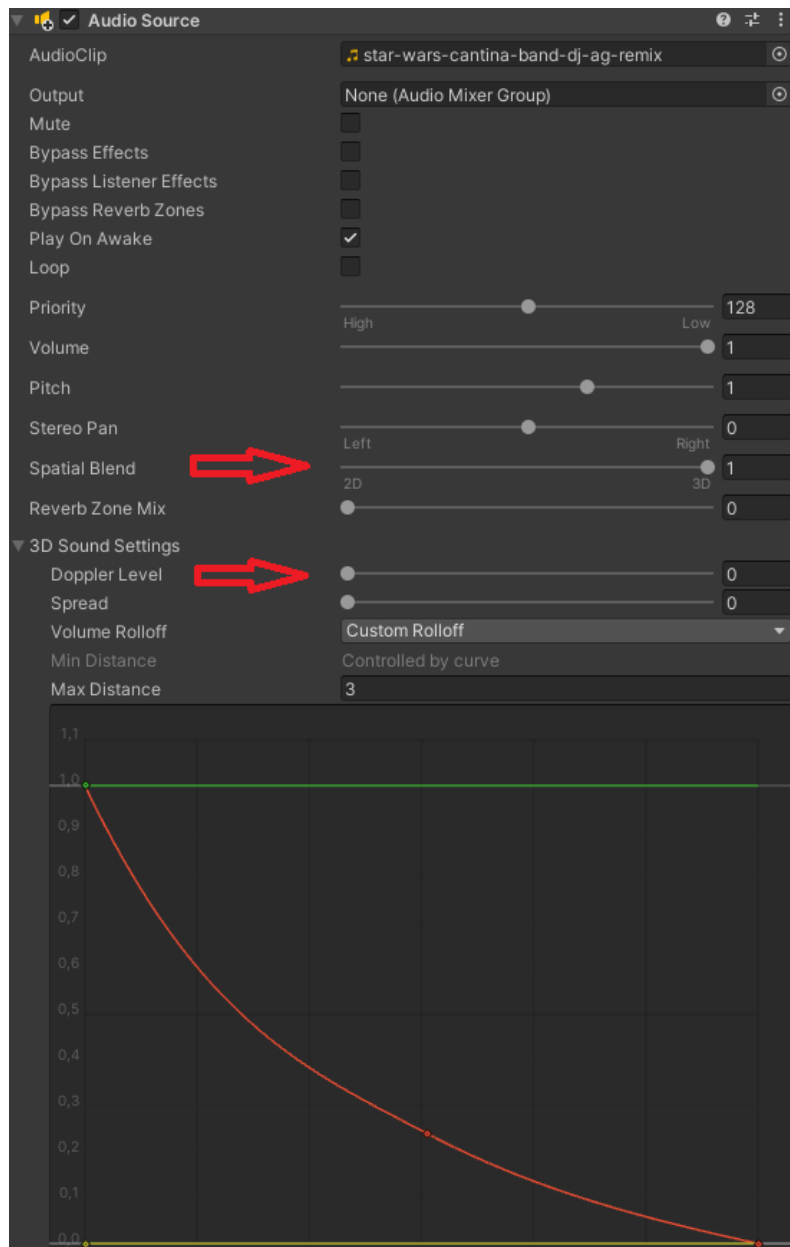 Audio Source
AudioClip star-wars-cantina-band-dj-ag-remix
Output None (Audio Mixer Group)
Mute
Bypass Effects
Bypass Listener Effects
Bypass Reverb Zones
Play On Awake
Loop
Priority 128
High Low
Volume 1
Pitch 1
Stereo Pan 0
Left Right
Spatial Blend 1
2D 3D
Reverb Zone Mix 0
3D Sound Settings
Doppler Level 0
Spread 0
Volume Rolloff Custom Rolloff
Min Distance Controlled by curve
Max Distance 3
1,1
1,0
0,9
0,8
0,7
0,6
0,5
0,4
0,3
0,2
0,1
0,0